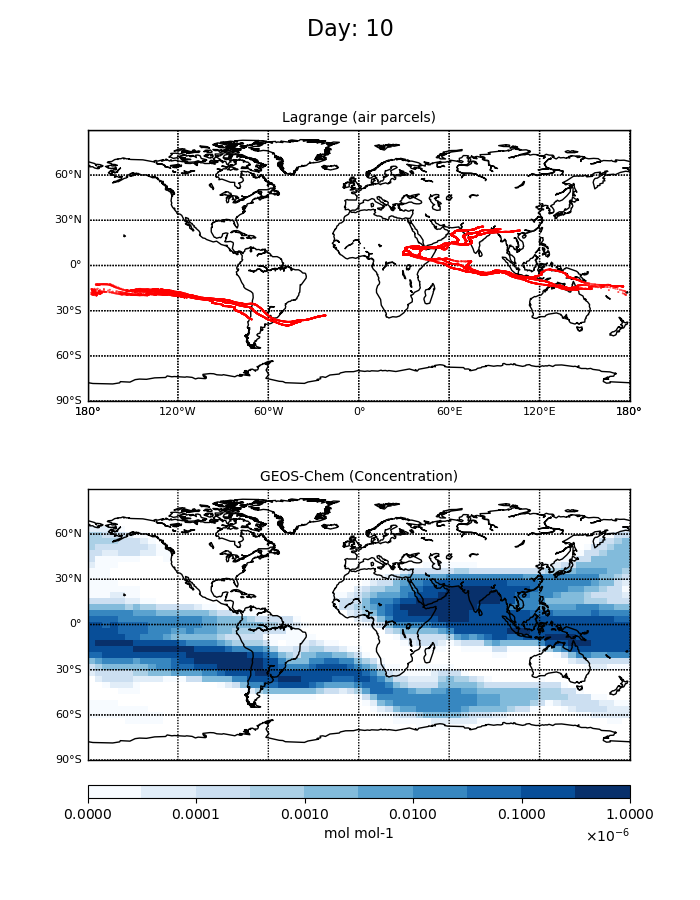 Day: 10
Lagrange (air parcels)
60°N
30°N
0°
30°S
60°S
90°S
180° 120°W 60°W 0° 60°E 120°E 180°
GEOS-Chem (Concentration)
60°N
30°N
0°
30°S
60°S
90°S
0.0000 0.0001 0.0010 0.0100 0.1000 1.0000
mol mol-1 ×10⁻⁶